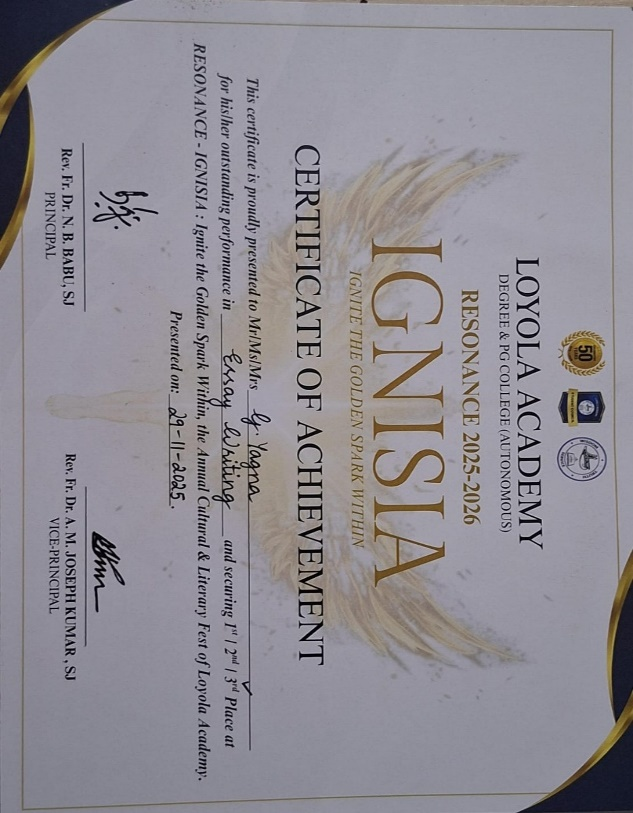 50
LOYOLA ACADEMY
DEGREE & PG COLLEGE (AUTONOMOUS)
RESONANCE 2025-2026
IGNISIA
IGNITE THE GOLDEN SPARK WITHIN
CERTIFICATE OF ACHIEVEMENT
This certificate is proudly presented to Mr/Ms/Mrs G. Yagna
for his/her outstanding performance in Essay Writing and securing 1st / 2nd / 3rd Place at
RESONANCE - IGNISIA : Ignite the Golden Spark Within, the Annual Cultural & Literary Fest of Loyola Academy.
Presented on 29-11-2025.
Rev. Fr. Dr. N. B. BABU, SJ
PRINCIPAL
Rev. Fr. Dr. A. M. JOSEPH KUMAR , SJ
VICE-PRINCIPAL